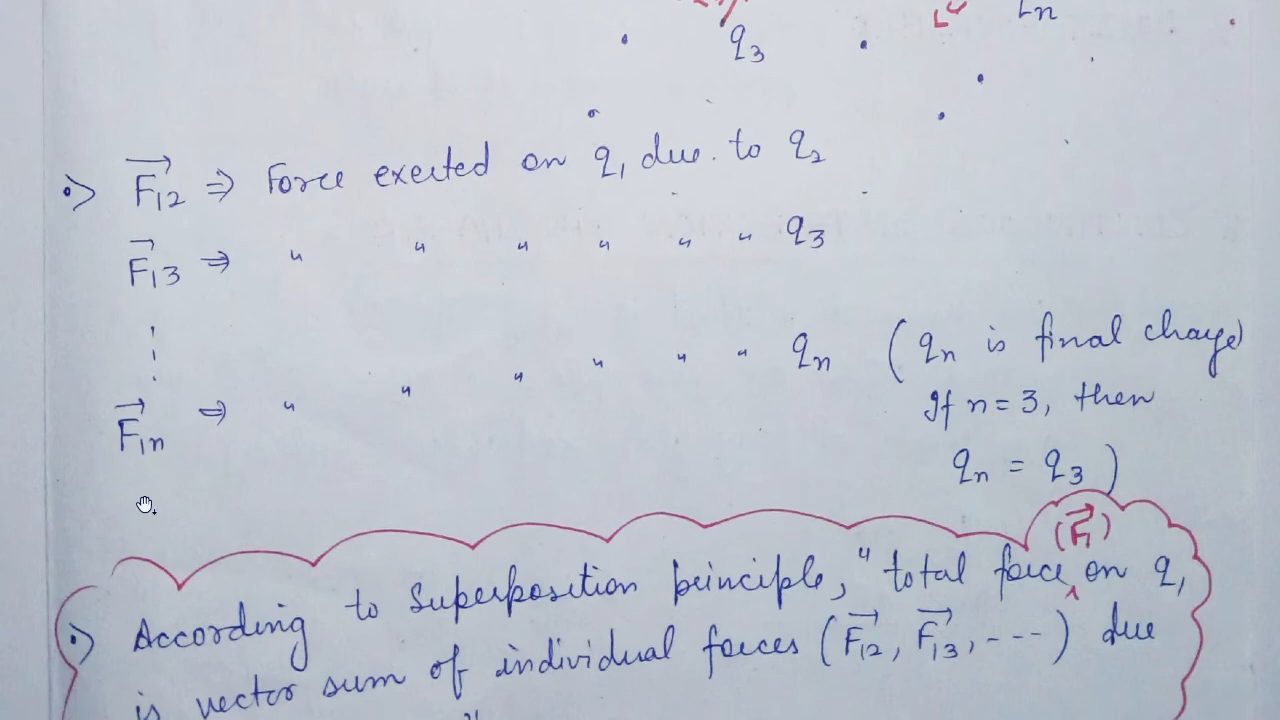 q3
•) F12 ⇒ Force exerted on q1 due to q2
F13 ⇒ " " " " " " q3
F1n ⇒ " " " " " qn (qn is final charge)
If n = 3, then
qn = q3)
(F1)
•) According to Superposition principle, "total force ^ on q1
is vector sum of individual forces (F12, F13, ---) due